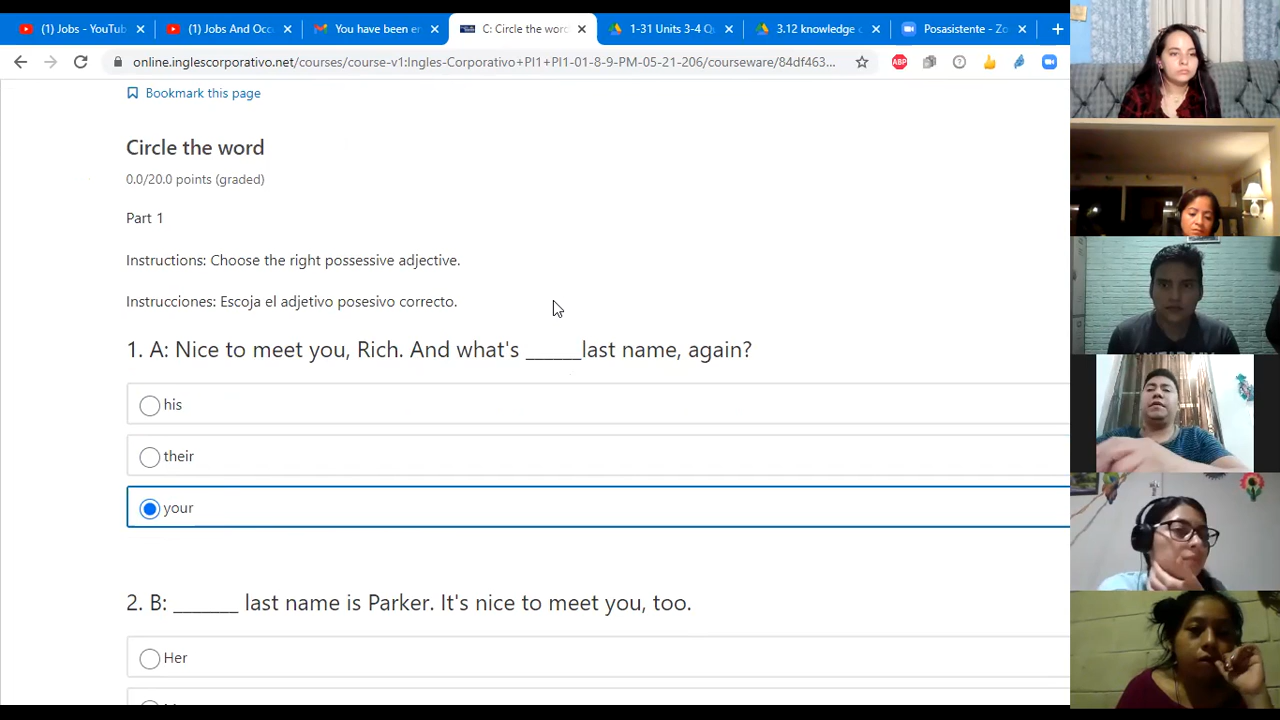 (1) Jobs - YouTub
(1) Jobs And Occ
You have been e
C: Circle the word
1-31 Units 3-4 Q
3.12 knowledge
Posasistente - Zo
online.inglescorporativo.net/courses/course-v1:Ingles-Corporativo+PI1+PI1-01-8-9-PM-05-21-206/courseware/84df463...
ABP
Bookmark this page
Circle the word
0.0/20.0 points (graded)
Part 1
Instructions: Choose the right possessive adjective.
Instrucciones: Escoja el adjetivo posesivo correcto.
1. A: Nice to meet you, Rich. And what's _____last name, again?
his
their
your
2. B: ______ last name is Parker. It's nice to meet you, too.
Her